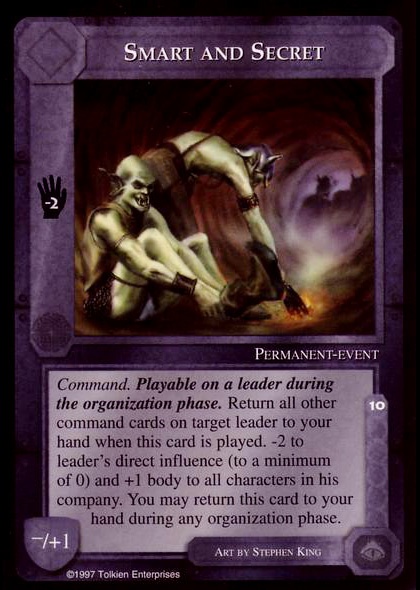 SMART AND SECRET
-2
PERMANENT-EVENT
Command. Playable on a leader during
the organization phase. Return all other
command cards on target leader to your
hand when this card is played. -2 to
leader's direct influence (to a minimum
of 0) and +1 body to all characters in his
company. You may return this card to your
hand during any organization phase.
10
–/+1
ART BY STEPHEN KING
©1997 Tolkien Enterprises